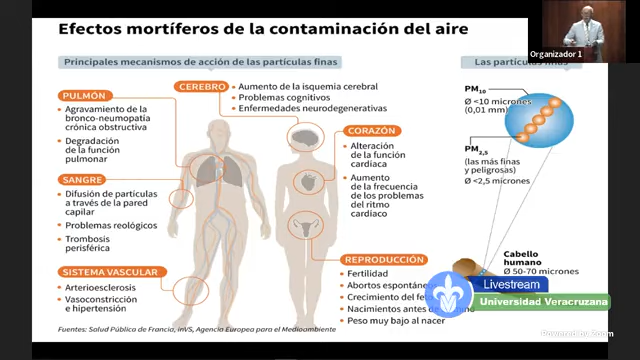 Efectos mortíferos de la contaminación del aire
Organizador 1
Principales mecanismos de acción de las partículas finas
Las partículas finas
PULMÓN
Agravamiento de la
bronco-neumopatía
crónica obstructiva
Degradación
de la función
pulmonar
SANGRE
Difusión de partículas
a través de la pared
capilar
Problemas reológicos
Trombosis
perisférica
SISTEMA VASCULAR
Arterioesclerosis
Vasoconstricción
e hipertensión
CEREBRO
Aumento de la isquemia cerebral
Problemas cognitivos
Enfermedades neurodegenerativas
CORAZÓN
Alteración
de la función
cardíaca
Aumento
de la frecuencia
de los problemas
del ritmo
cardíaco
REPRODUCCIÓN
Fertilidad
Abortos espontáneos
Crecimiento del
Nacimientos antes de
Peso muy bajo al nacer
PM10
Ø <10 micrones
(0,01 mm)
PM2,5
(las más finas
y peligrosas)
Ø <2,5 micrones
Cabello
humano
Ø 50-70 micrones
Livestream
Universidad Veracruzana
Powered by Zoom
Fuentes: Salud Pública de Francia, inVS, Agencia Europea para el Medioambiente